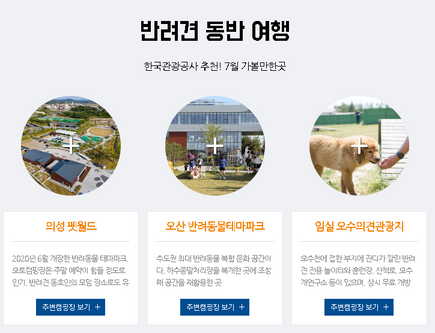 반려견 동반 여행
한국관광공사 추천! 7월 가볼만한곳
의성 펫월드
2020년 6월 개장한 반려동물 테마파크,
오토캠핑장은 주말 예약이 힘들 정도로
인기. 반려견 동호인의 모임 장소로도 유
주변캠핑장 보기 +
오산 반려동물테마파크
수도권 최대 반려동물 복합 문화 공간이
다. 하수종말처리장을 복개한 곳에 조성
해 공간을 재활용한 곳
주변캠핑장 보기 +
임실 오수의견관광지
오수천에 접한 부지에 잔디가 깔린 반려
견 전용 놀이터와 훈련장, 산책로, 오수
개연구소 등이 있으며, 상시 무료 개방
주변캠핑장 보기 +